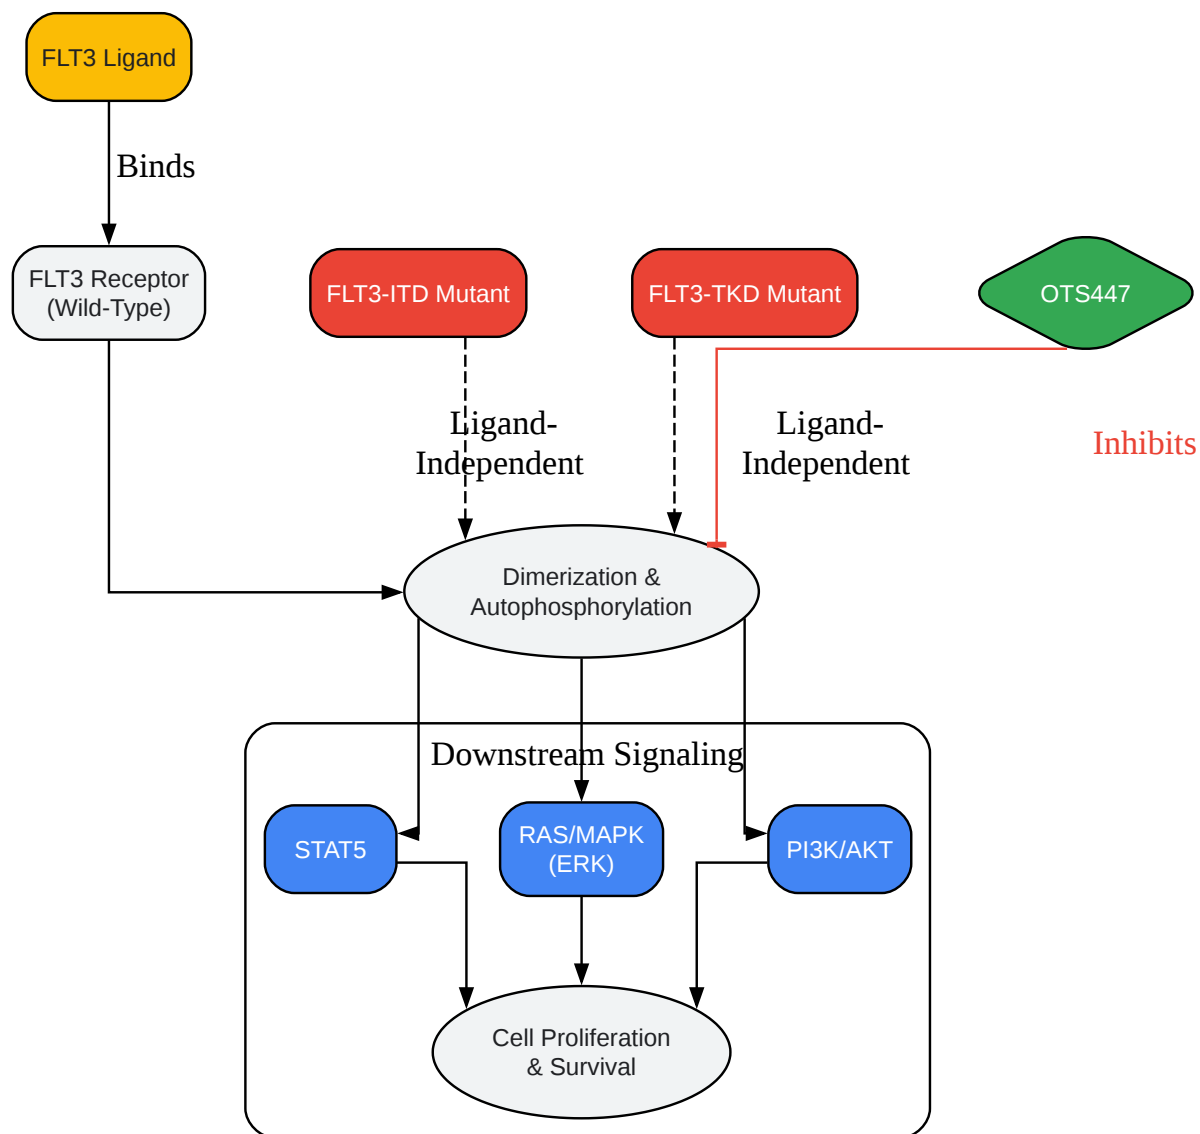 FLT3 Ligand
Binds
FLT3 Receptor
(Wild-Type)
FLT3-ITD Mutant
FLT3-TKD Mutant
OTS447
Ligand-
Independent
Ligand-
Independent
Inhibits
Dimerization &
Autophosphorylation
Downstream Signaling
STAT5
RAS/MAPK
(ERK)
PI3K/AKT
Cell Proliferation
& Survival